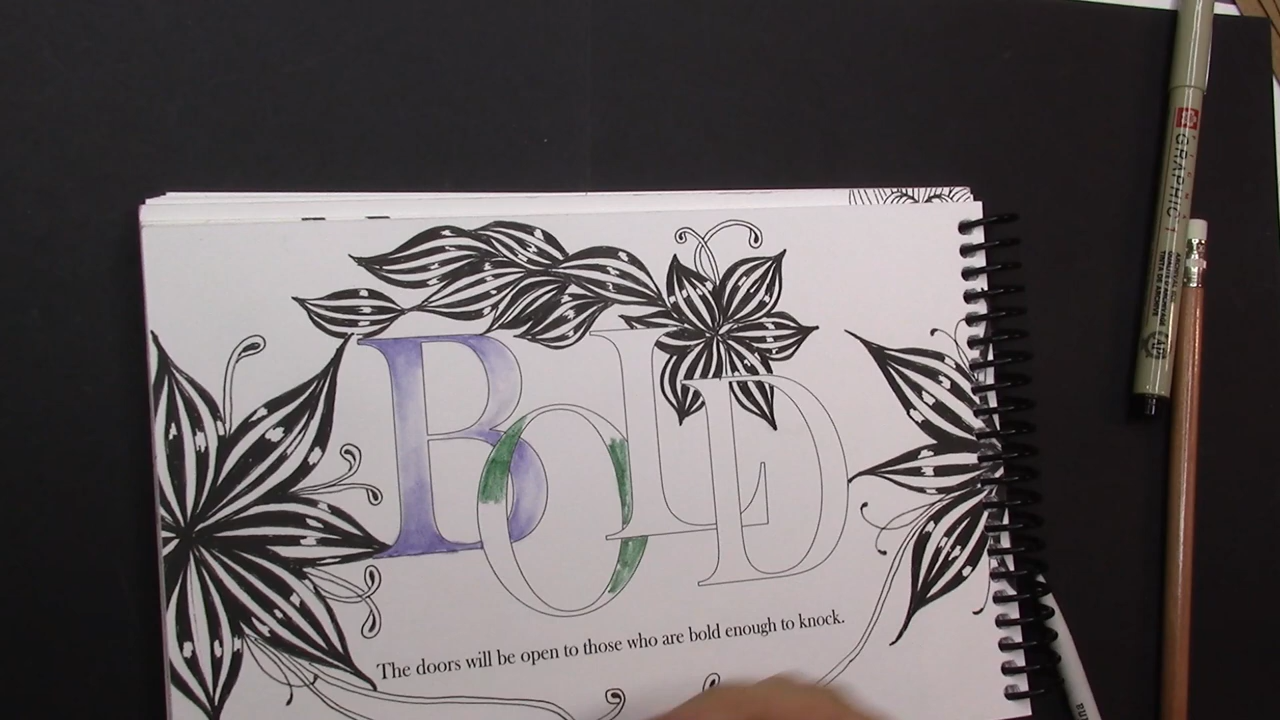 BOLD
The doors will be open to those who are bold enough to knock.
GRAPHIC 1